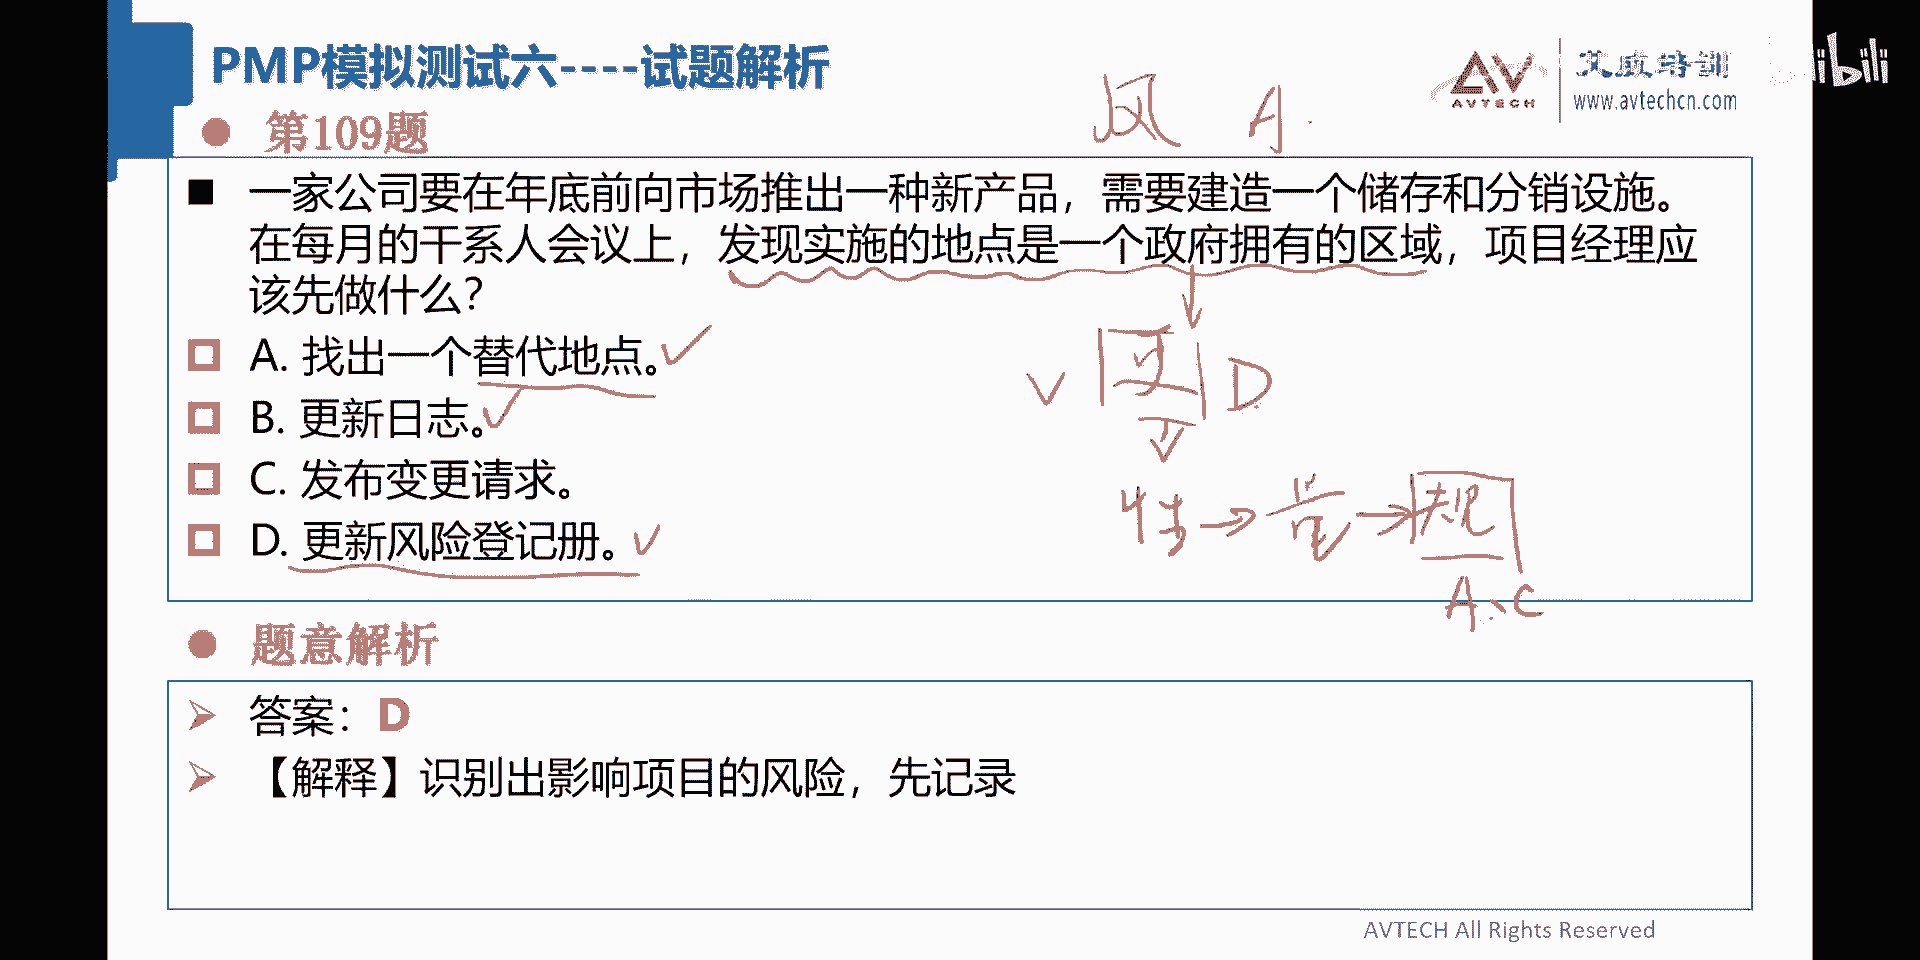 PMP模拟测试六----试题解析
AVTECH
艾威培训
www.avtechcn.com
bilibili
第109题
风 A
一家公司要在年底前向市场推出一种新产品，需要建造一个储存和分销设施。
在每月的干系人会议上，发现实施的地点是一个政府拥有的区域，项目经理应
该先做什么？
A. 找出一个替代地点。
B. 更新日志。
C. 发布变更请求。
D. 更新风险登记册。
D
规
A、C
题意解析
答案：D
【解释】识别出影响项目的风险，先记录
AVTECH All Rights Reserved